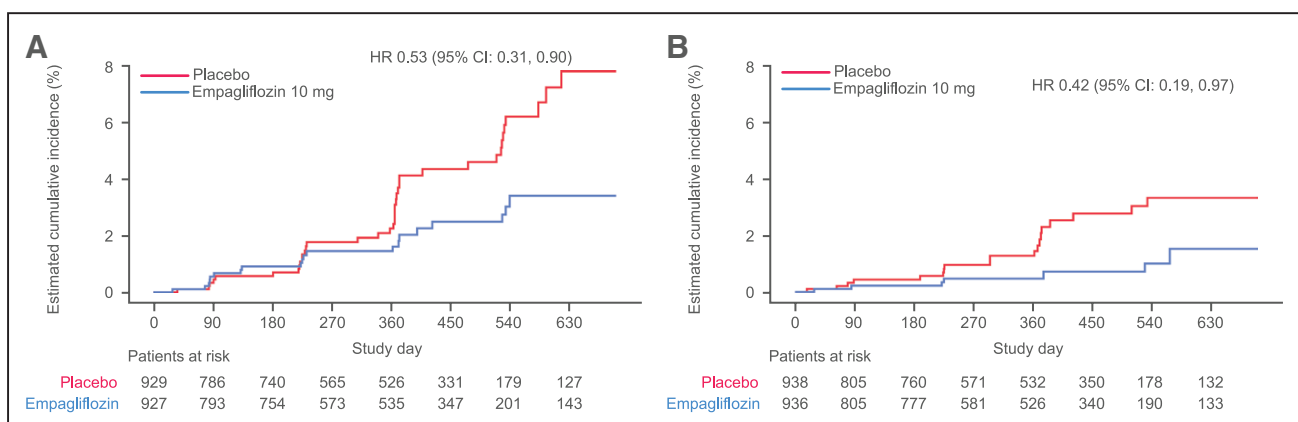 A
HR 0.53 (95% CI: 0.31, 0.90)
Placebo
Empagliflozin 10 mg
Estimated cumulative incidence (%)
8
6
4
2
0
0 90 180 270 360 450 540 630
Study day
Patients at risk
Placebo 929 786 740 565 526 331 179 127
Empagliflozin 927 793 754 573 535 347 201 143
B
Placebo
Empagliflozin 10 mg
HR 0.42 (95% CI: 0.19, 0.97)
Estimated cumulative incidence (%)
8
6
4
2
0
0 90 180 270 360 450 540 630
Study day
Patients at risk
Placebo 938 805 760 571 532 350 178 132
Empagliflozin 936 805 777 581 526 340 190 133